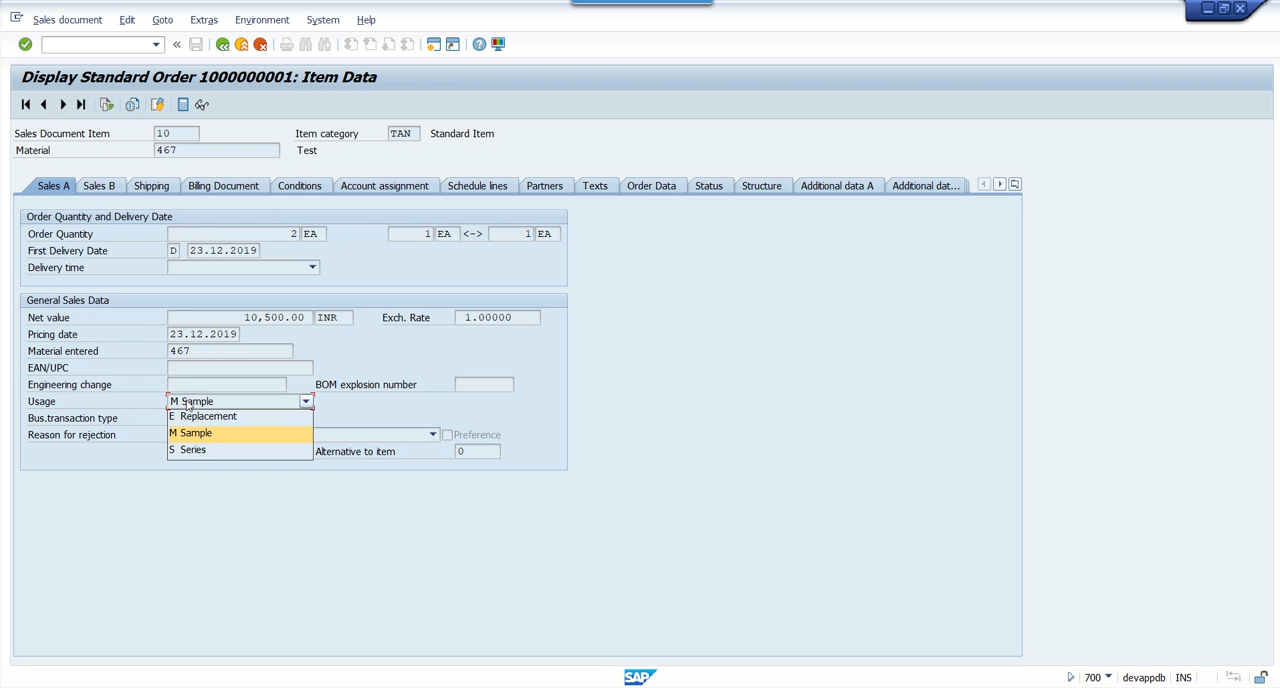 Sales document Edit Goto Extras Environment System Help
Display Standard Order 1000000001: Item Data
Sales Document Item 10 Item category TAN Standard Item
Material 467 Test
Sales A Sales B Shipping Billing Document Conditions Account assignment Schedule lines Partners Texts Order Data Status Structure Additional data A Additional dat...
Order Quantity and Delivery Date
Order Quantity 2 EA 1 EA <-> 1 EA
First Delivery Date D 23.12.2019
Delivery time
General Sales Data
Net value 10,500.00 INR Exch. Rate 1.00000
Pricing date 23.12.2019
Material entered 467
EAN/UPC
Engineering change BOM explosion number
Usage M Sample
Bus.transaction type E Replacement
Reason for rejection M Sample Preference
S Series Alternative to item 0
SAP 700 devappdb INS